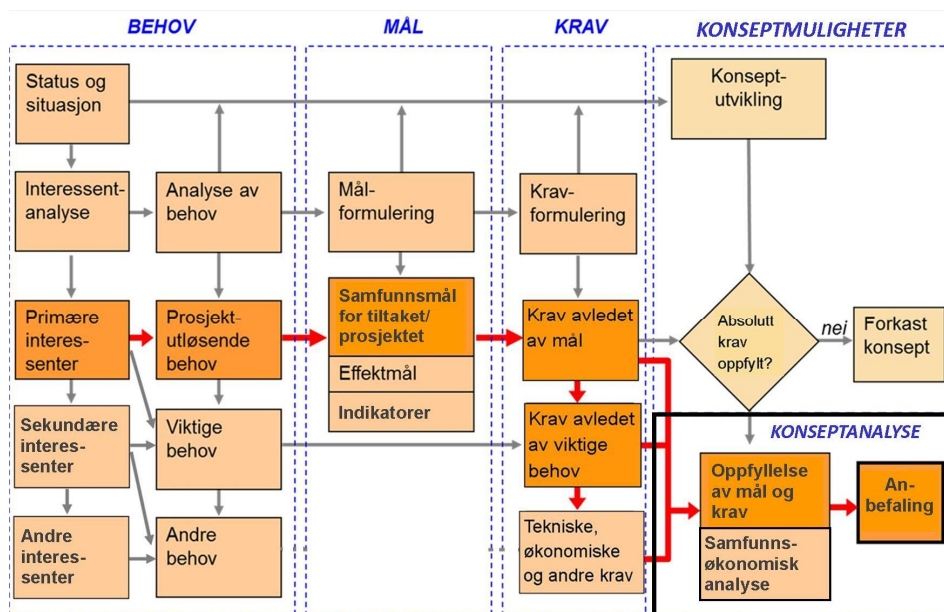 BEHOV
MÅL
KRAV
KONSEPTMULIGHETER
Status og
situasjon
Konsept-
utvikling
Interessent-
analyse
Analyse av
behov
Mål-
formulering
Krav-
formulering
Primære
interes-
senter
Prosjekt-
utløsende
behov
Samfunnsmål
for tiltaket/
prosjektet
Effektmål
Indikatorer
Krav avledet
av mål
Absolutt
krav
oppfylt?
nei
Forkast
konsept
Sekundære
interes-
senter
Viktige
behov
Krav avledet
av viktige
behov
KONSEPTANALYSE
Oppfyllelse
av mål og
krav
An-
befaling
Andre
interes-
senter
Andre
behov
Tekniske,
økonomiske
og andre krav
Samfunns-
økonomisk
analyse